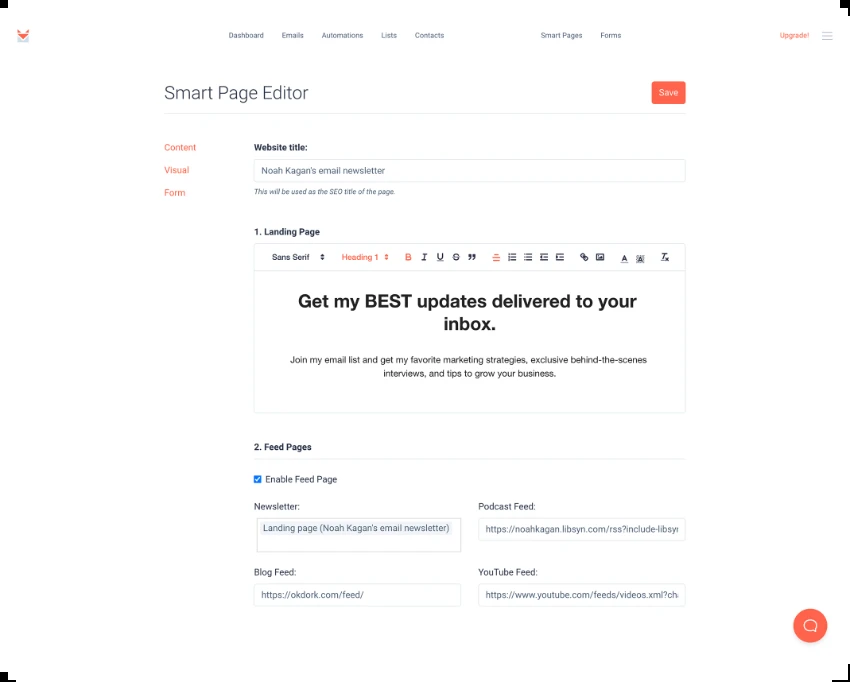 Dashboard Emails Automations Lists Contacts Smart Pages Forms Upgrade!
Smart Page Editor
Save
Content
Visual
Form
Website title:
Noah Kagan's email newsletter
This will be used as the SEO title of the page.
1. Landing Page
Sans Serif Heading 1 B I U S A A
Get my BEST updates delivered to your
inbox.
Join my email list and get my favorite marketing strategies, exclusive behind-the-scenes
interviews, and tips to grow your business.
2. Feed Pages
Enable Feed Page
Newsletter:
Landing page (Noah Kagan's email newsletter)
Podcast Feed:
https://noahkagan.libsyn.com/rss?include-libsyn
Blog Feed:
https://okdork.com/feed/
YouTube Feed:
https://www.youtube.com/feeds/videos.xml?cha